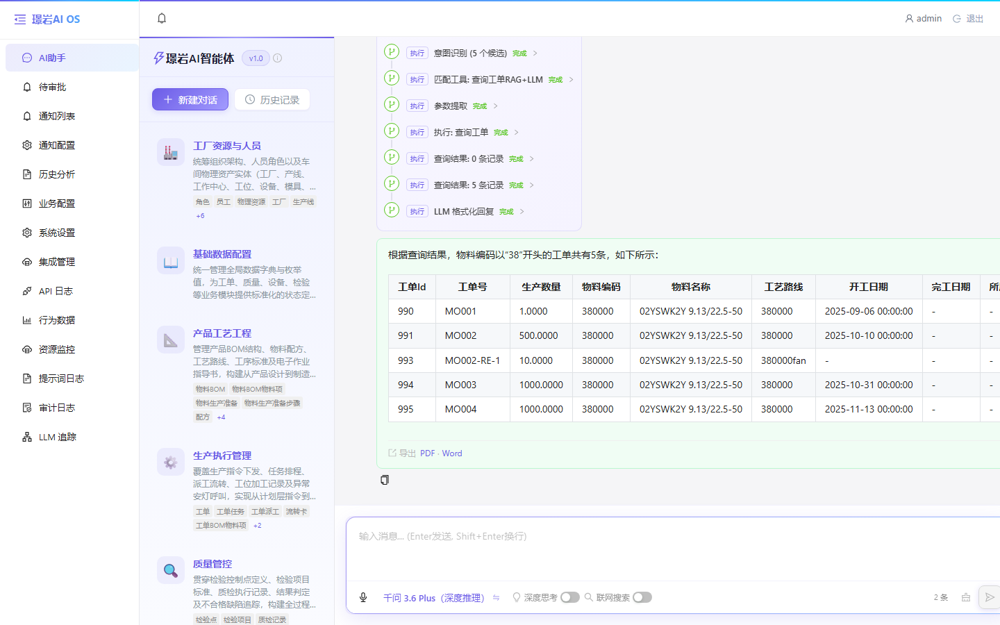 璟岩AI OS
AI助手
待审批
通知列表
通知配置
历史分析
业务配置
系统设置
集成管理
API 日志
行为数据
资源监控
提示词日志
审计日志
LLM 追踪
admin
退出
璟岩AI智能体
v1.0
新建对话
历史记录
工厂资源与人员
统筹组织架构、人员角色以及车
间物理资产实体（工厂、产线、
工作中心、工位、设备、模具、...
角色 员工 物理资源 工厂 生产线
+6
基础数据配置
统一管理全局数据字典与枚举
值，为工单、质量、设备、检验
等业务模块提供标准化的状态定...
产品工艺工程
管理产品BOM结构、物料配方、
工艺路线、工序标准及电子作业
指导书，构建从产品设计到制造...
物料BOM 物料BOM物料项
物料生产准备 物料生产准备步骤
配方 +4
生产执行管理
覆盖生产指令下发、任务排程、
派工流转、工位加工记录及异常
安灯呼叫，实现从计划层指令到...
工单 工单任务 工单派工 流转卡
工单BOM物料项 +2
质量管控
贯穿检验控制点定义、检验项目
标准、质检执行记录、结果判定
及不合格缺陷追踪，构建全过程...
检验点 检验项目 质检记录
执行 意图识别 (5 个候选) 完成
执行 匹配工具: 查询工单RAG+LLM 完成
执行 参数提取 完成
执行 执行: 查询工单 完成
执行 查询结果: 0 条记录 完成
执行 查询结果: 5 条记录 完成
执行 LLM 格式化回复 完成
根据查询结果，物料编码以“38”开头的工单共有5条，如下所示：
工单Id 工单号 生产数量 物料编码 物料名称 工艺路线 开工日期 完工日期 所
990 MO001 1.0000 380000 02YSWK2Y 9.13/22.5-50 380000 2025-09-06 00:00:00 - -
991 MO002 500.0000 380000 02YSWK2Y 9.13/22.5-50 380000 2025-10-10 00:00:00 - -
993 MO002-RE-1 10.0000 380000 02YSWK2Y 9.13/22.5-50 380000fan - - -
994 MO003 1000.0000 380000 02YSWK2Y 9.13/22.5-50 380000 2025-10-31 00:00:00 - -
995 MO004 1000.0000 380000 02YSWK2Y 9.13/22.5-50 380000 2025-11-13 00:00:00 - -
导出 PDF · Word
输入消息... (Enter发送, Shift+Enter换行)
千问 3.6 Plus（深度推理） 深度思考 联网搜索 2 条